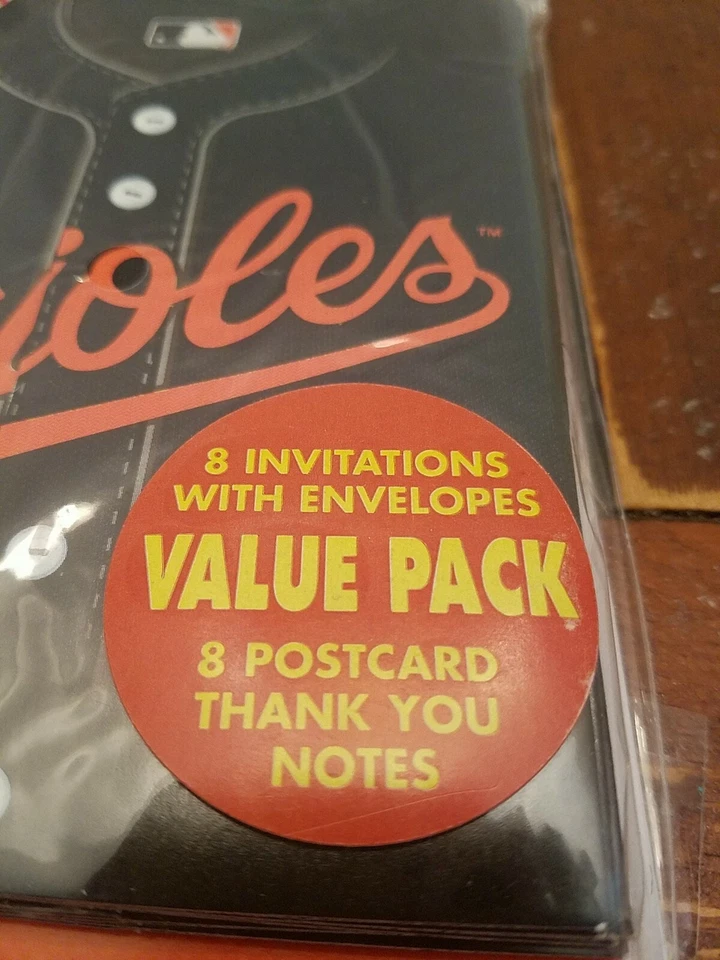 ioles™
8 INVITATIONS
WITH ENVELOPES
VALUE PACK
8 POSTCARD
THANK YOU
NOTES